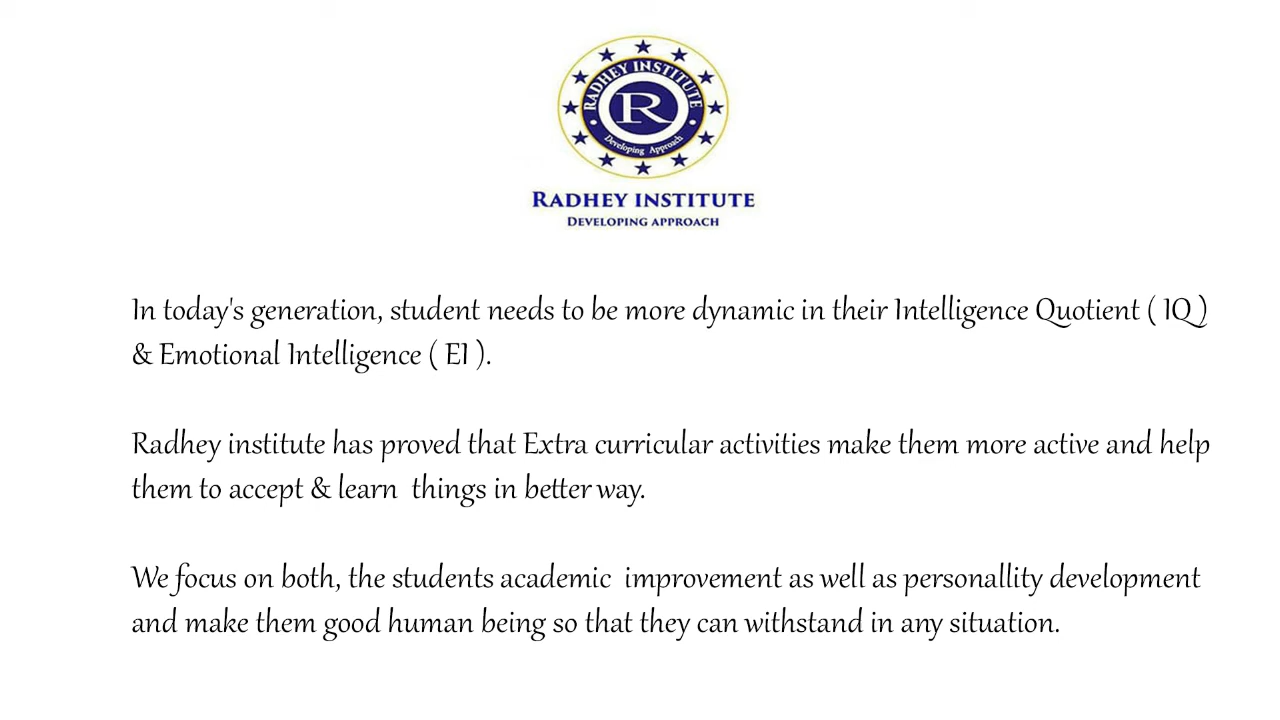 RADHEY INSTITUTE
R
Developing Approach
RADHEY INSTITUTE
DEVELOPING APPROACH
In today's generation, student needs to be more dynamic in their Intelligence Quotient ( IQ )
& Emotional Intelligence ( EI ).
Radhey institute has proved that Extra curricular activities make them more active and help
them to accept & learn  things in better way.
We focus on both, the students academic  improvement as well as personallity development
and make them good human being so that they can withstand in any situation.